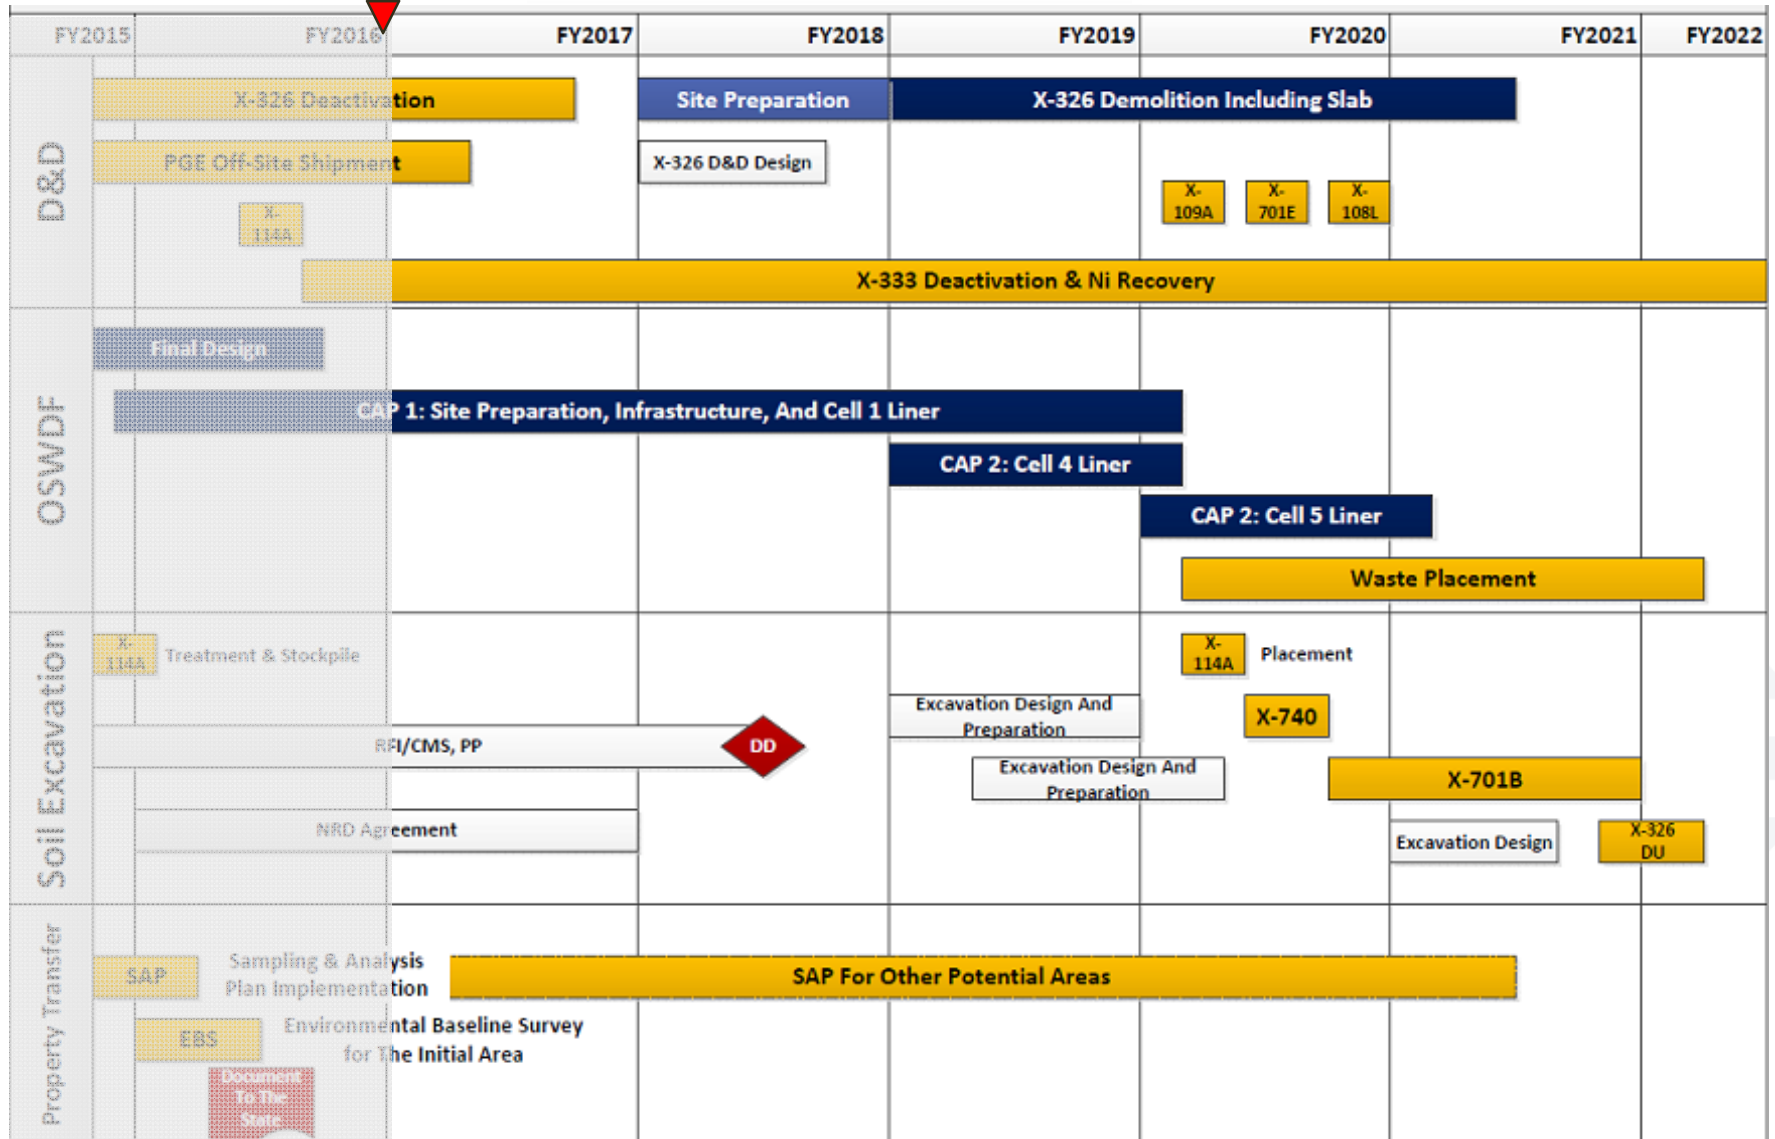 FY2015 FY2016 FY2017 FY2018 FY2019 FY2020 FY2021 FY2022
D&D
X-326 Deactivation
Site Preparation
X-326 Demolition Including Slab
PGE Off-Site Shipment
X-326 D&D Design
X-
109A
X-
701E
X-
108L
X-
114A
X-333 Deactivation & Ni Recovery
OSWDF
Final Design
CAP 1: Site Preparation, Infrastructure, And Cell 1 Liner
CAP 2: Cell 4 Liner
CAP 2: Cell 5 Liner
Waste Placement
Soil Excavation
X-
114A
Treatment & Stockpile
X-
114A
Placement
Excavation Design And
Preparation
X-740
RFI/CMS, PP
DD
Excavation Design And
Preparation
X-701B
NRD Agreement
Excavation Design
X-326
DU
Property Transfer
SAP
Sampling & Analysis
Plan Implementation
SAP For Other Potential Areas
EBS
Environmental Baseline Survey
for The Initial Area
Document
To The
State